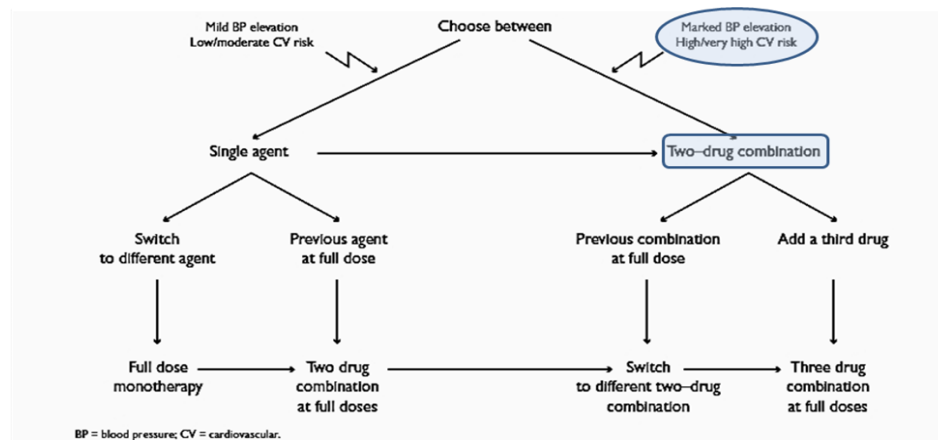 Choose between
Mild BP elevation
Low/moderate CV risk
Marked BP elevation
High/very high CV risk
Single agent
Two–drug combination
Switch
to different agent
Previous agent
at full dose
Previous combination
at full dose
Add a third drug
Full dose
monotherapy
Two drug
combination
at full doses
Switch
to different two–drug
combination
Three drug
combination
at full doses
BP = blood pressure; CV = cardiovascular.